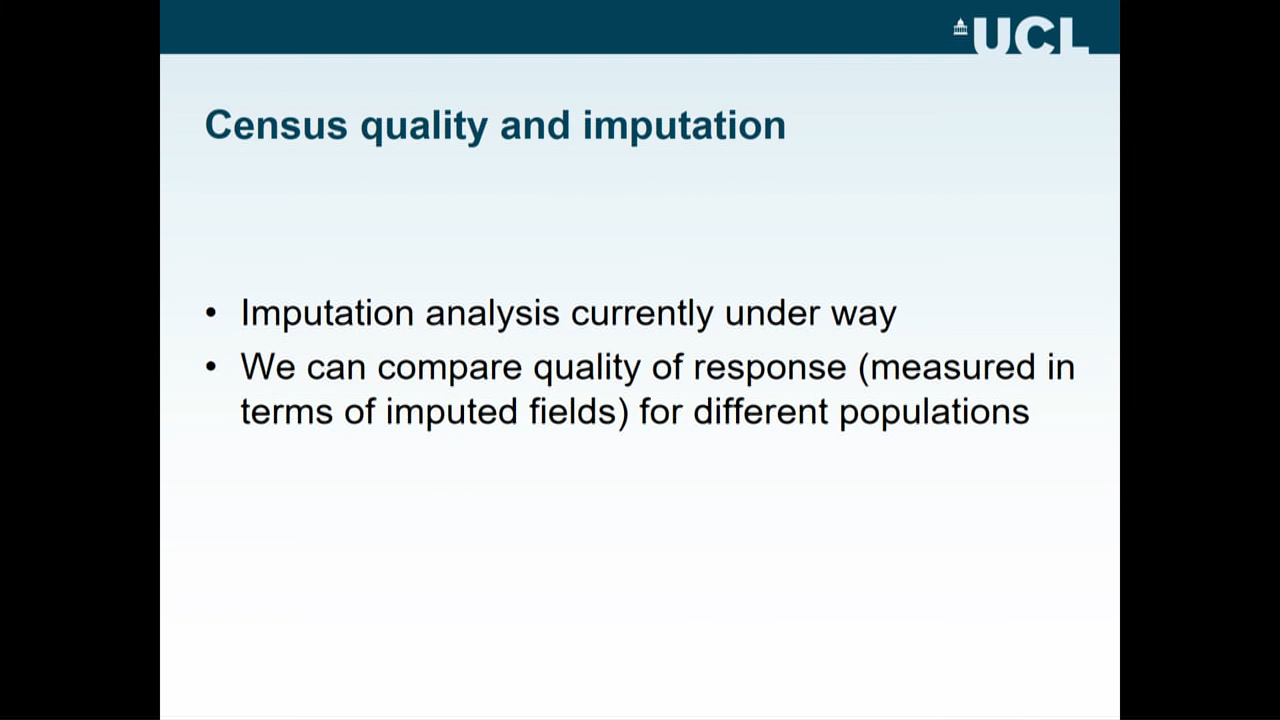 UCL
Census quality and imputation
• Imputation analysis currently under way
• We can compare quality of response (measured in
terms of imputed fields) for different populations